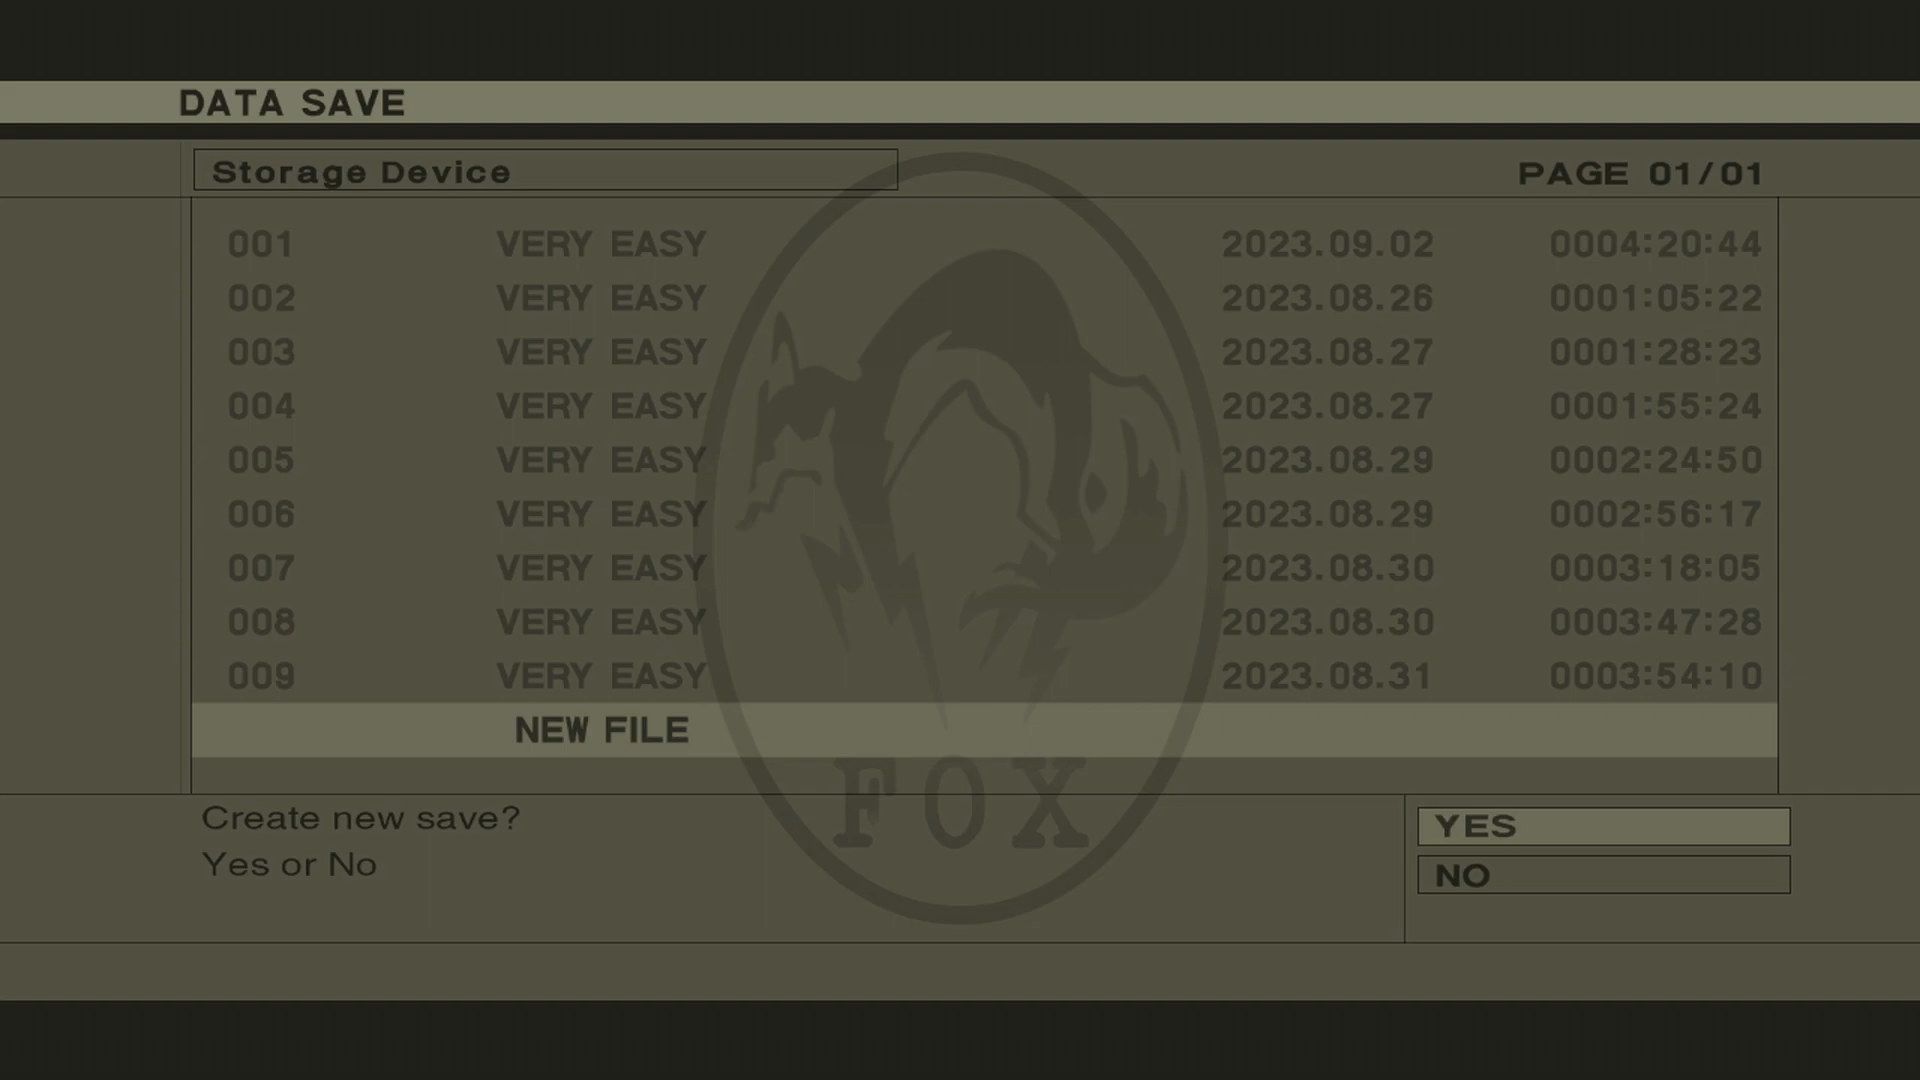 DATA SAVE
Storage Device PAGE 01/01
001 VERY EASY 2023.09.02 0004:20:44
002 VERY EASY 2023.08.26 0001:05:22
003 VERY EASY 2023.08.27 0001:28:23
004 VERY EASY 2023.08.27 0001:55:24
005 VERY EASY 2023.08.29 0002:24:50
006 VERY EASY 2023.08.29 0002:56:17
007 VERY EASY 2023.08.30 0003:18:05
008 VERY EASY 2023.08.30 0003:47:28
009 VERY EASY 2023.08.31 0003:54:10
NEW FILE
FOX
Create new save?
Yes or No
YES
NO